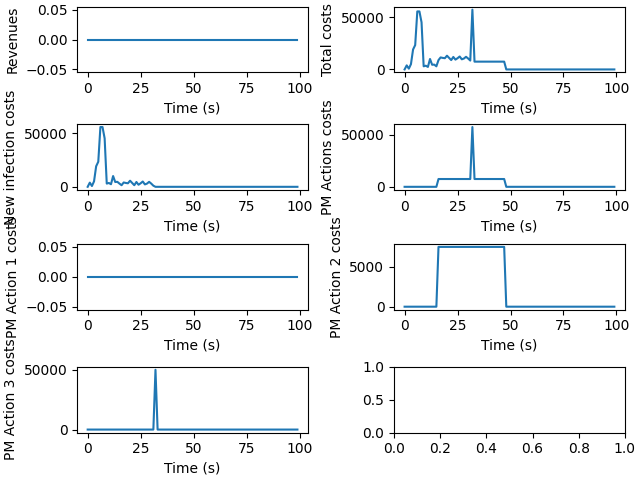 Revenues
0.05
0.00
−0.05
0 25 50 75 100
Time (s)
Total costs
50000
0
0 25 50 75 100
Time (s)
New infection costs
50000
0
0 25 50 75 100
Time (s)
PM Actions costs
50000
0
0 25 50 75 100
Time (s)
PM Action 1 costs
0.05
0.00
−0.05
0 25 50 75 100
Time (s)
PM Action 2 costs
5000
0
0 25 50 75 100
Time (s)
PM Action 3 costs
50000
0
0 25 50 75 100
Time (s)
1.0
0.5
0.0
0.0 0.2 0.4 0.6 0.8 1.0